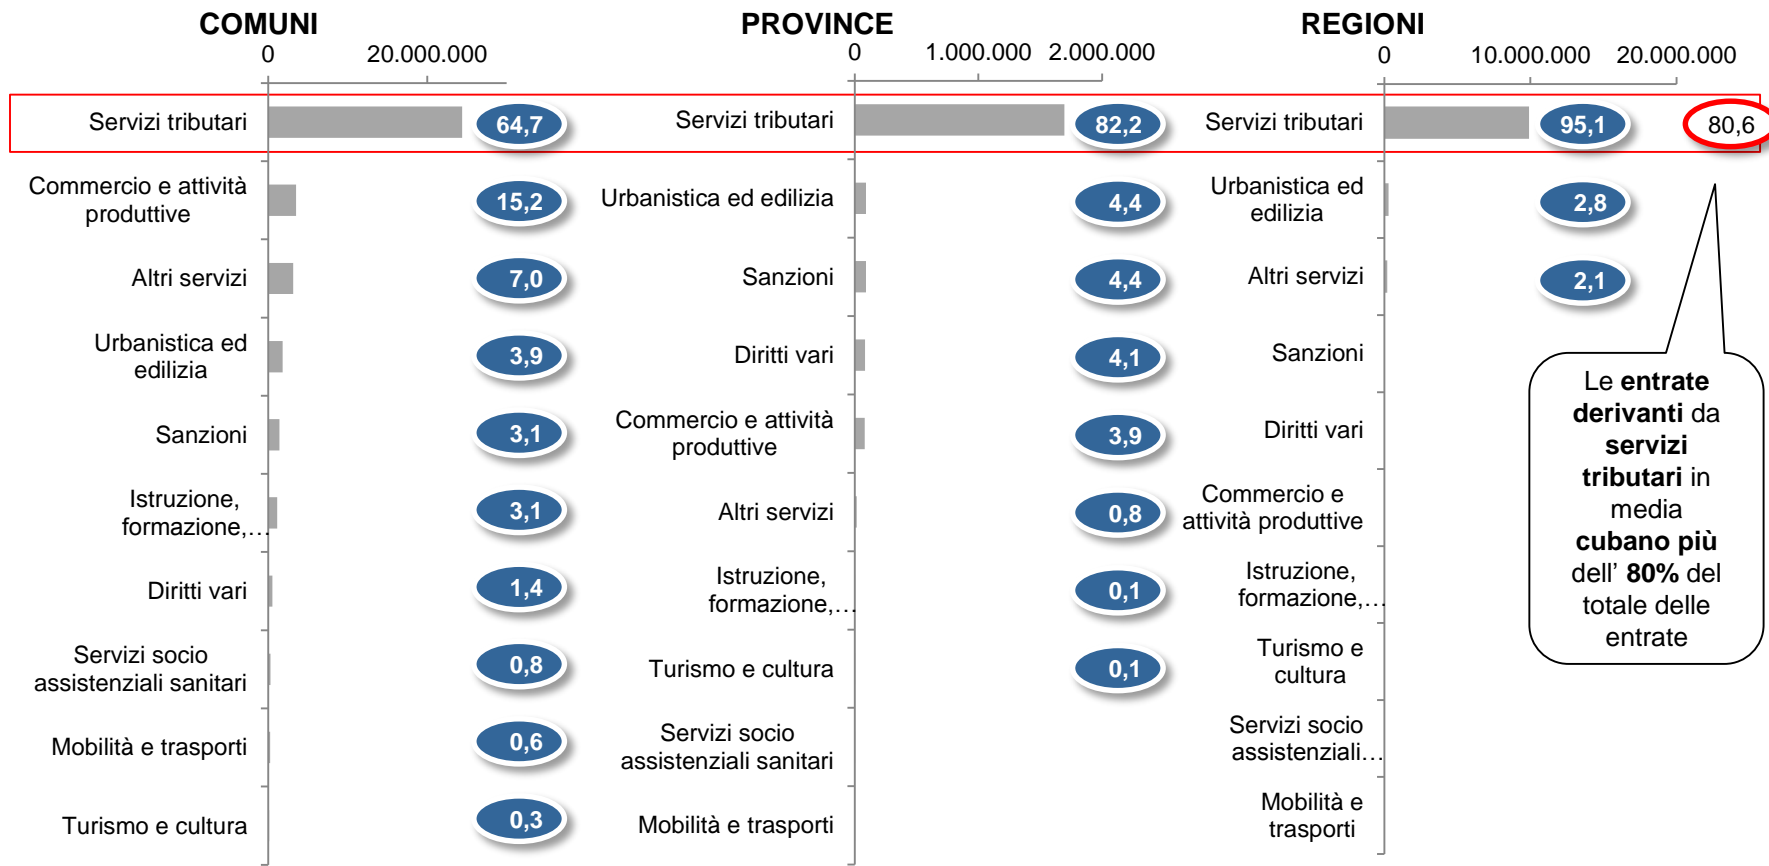 COMUNI
0
20.000.000
Servizi tributari
64,7
Commercio e attività
produttive
15,2
Altri servizi
7,0
Urbanistica ed
edilizia
3,9
Sanzioni
3,1
Istruzione,
formazione,…
3,1
Diritti vari
1,4
Servizi socio
assistenziali sanitari
0,8
Mobilità e trasporti
0,6
Turismo e cultura
0,3
PROVINCE
0
1.000.000
2.000.000
Servizi tributari
82,2
Urbanistica ed edilizia
4,4
Sanzioni
4,4
Diritti vari
4,1
Commercio e attività
produttive
3,9
Altri servizi
0,8
Istruzione,
formazione,…
0,1
Turismo e cultura
0,1
Servizi socio
assistenziali sanitari
Mobilità e trasporti
REGIONI
0
10.000.000
20.000.000
Servizi tributari
95,1
80,6
Urbanistica ed
edilizia
2,8
Altri servizi
2,1
Sanzioni
Diritti vari
Commercio e
attività produttive
Istruzione,
formazione,…
Turismo e
cultura
Servizi socio
assistenziali…
Mobilità e
trasporti
Le entrate
derivanti da
servizi
tributari in
media
cubano più
dell’ 80% del
totale delle
entrate